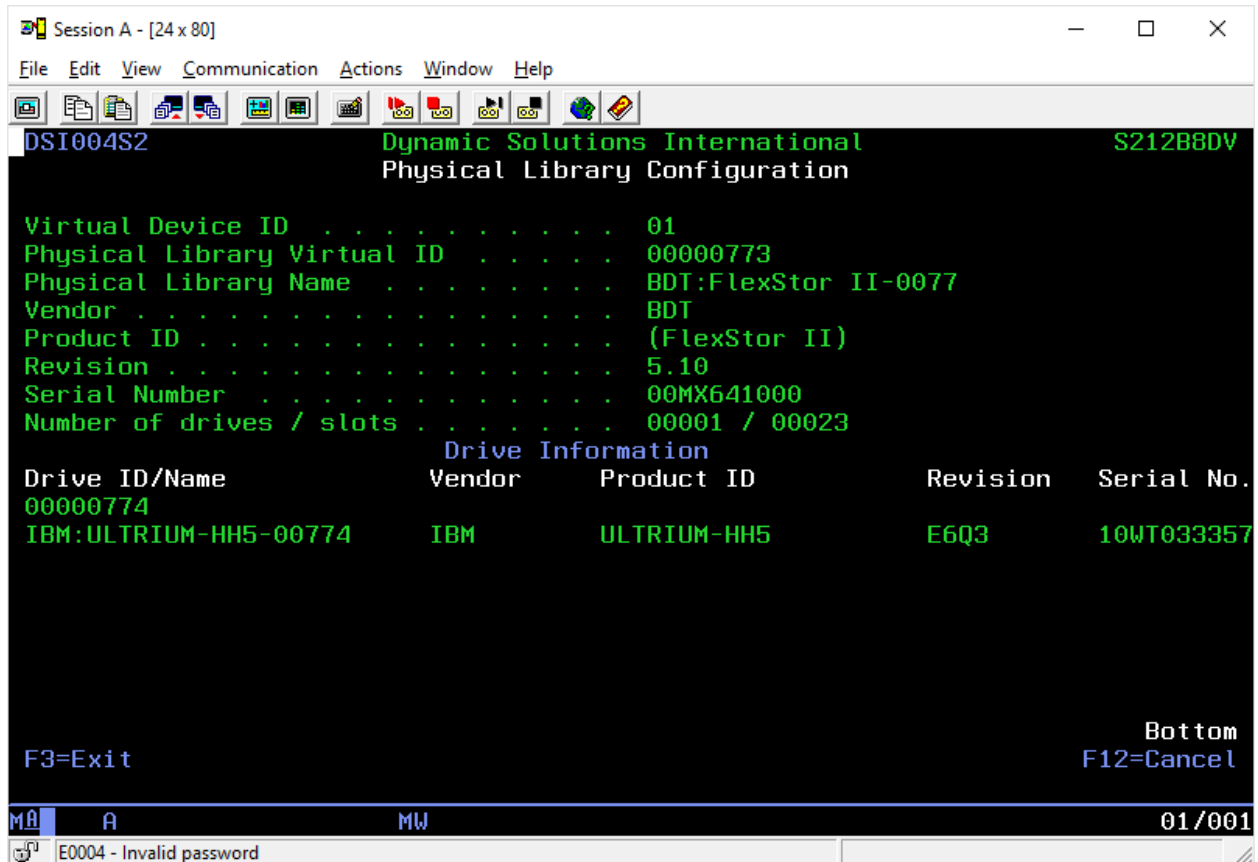 Session A - [24 x 80]
File Edit View Communication Actions Window Help
DSI004S2 Dynamic Solutions International S212B8DV
Physical Library Configuration
Virtual Device ID . . . . . . . . . . 01
Physical Library Virtual ID . . . . . 00000773
Physical Library Name . . . . . . . . BDT:FlexStor II-0077
Vendor . . . . . . . . . . . . . . . . BDT
Product ID . . . . . . . . . . . . . . (FlexStor II)
Revision . . . . . . . . . . . . . . . 5.10
Serial Number . . . . . . . . . . . . 00MX641000
Number of drives / slots . . . . . . . 00001 / 00023
Drive Information
Drive ID/Name Vendor Product ID Revision Serial No.
00000774
IBM:ULTRIUM-HH5-00774 IBM ULTRIUM-HH5 E6Q3 10WT033357
Bottom
F3=Exit F12=Cancel
MA A MW 01/001
E0004 - Invalid password